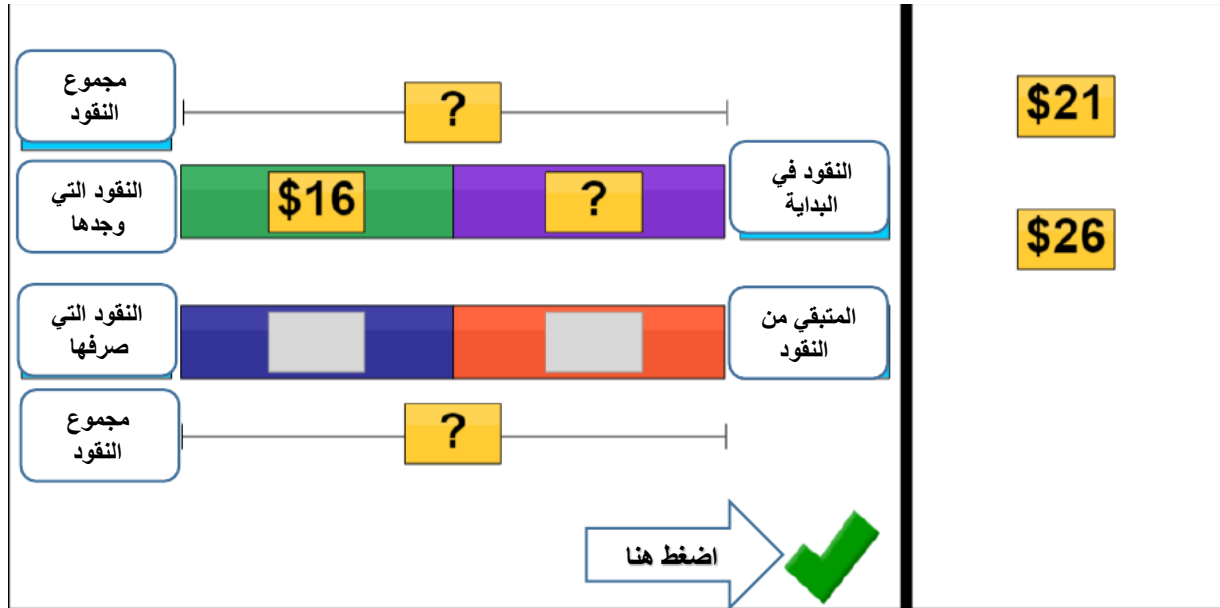 مجموع
النقود
?
$21
النقود التي
وجدها
$16
?
النقود في
البداية
$26
النقود التي
صرفها
المتبقي من
النقود
مجموع
النقود
?
اضغط هنا